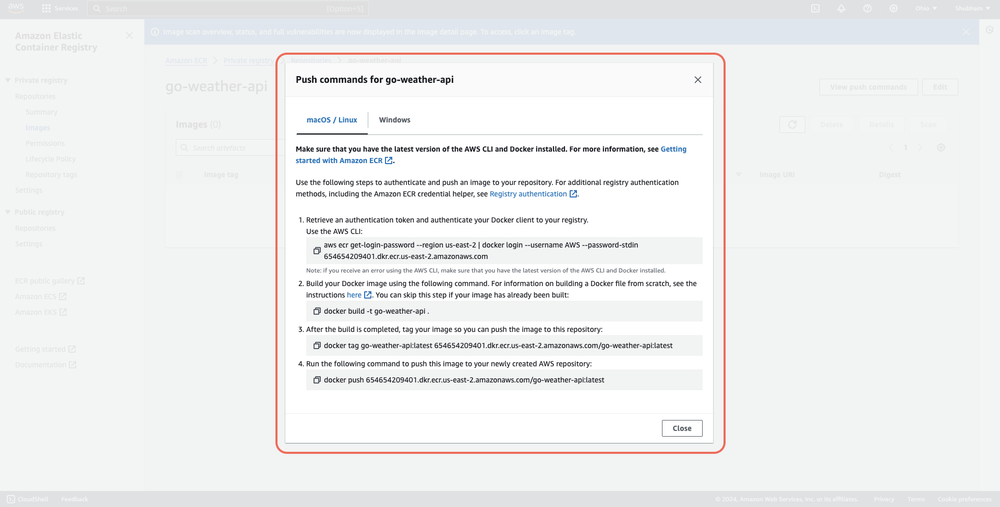 aws
Services
Search
[Option+S]
Ohio
Shubham
Amazon Elastic
Container Registry
Image scan overview, status, and full vulnerabilities are now displayed in the Image detail page. To access, click an image tag.
Private registry
Repositories
Summary
Images
Permissions
Lifecycle Policy
Repository tags
Settings
Public registry
Repositories
Settings
ECR public gallery
Amazon ECS
Amazon EKS
Getting started
Documentation
Amazon ECR
Private registry
Repositories
go-weather-api
go-weather-api
View push commands
Edit
Images (0)
Delete
Details
Scan
Search artefacts
1
Image tag
Image URI
Digest
Push commands for go-weather-api
macOS / Linux
Windows
Make sure that you have the latest version of the AWS CLI and Docker installed. For more information, see Getting
started with Amazon ECR .
Use the following steps to authenticate and push an image to your repository. For additional registry authentication
methods, including the Amazon ECR credential helper, see Registry authentication .
1. Retrieve an authentication token and authenticate your Docker client to your registry.
Use the AWS CLI:
aws ecr get-login-password --region us-east-2 | docker login --username AWS --password-stdin
654654209401.dkr.ecr.us-east-2.amazonaws.com
Note: if you receive an error using the AWS CLI, make sure that you have the latest version of the AWS CLI and Docker installed.
2. Build your Docker image using the following command. For information on building a Docker file from scratch, see the
instructions here . You can skip this step if your image has already been built:
docker build -t go-weather-api .
3. After the build is completed, tag your image so you can push the image to this repository:
docker tag go-weather-api:latest 654654209401.dkr.ecr.us-east-2.amazonaws.com/go-weather-api:latest
4. Run the following command to push this image to your newly created AWS repository:
docker push 654654209401.dkr.ecr.us-east-2.amazonaws.com/go-weather-api:latest
Close
CloudShell
Feedback
© 2024, Amazon Web Services, Inc. or its affiliates.
Privacy
Terms
Cookie preferences